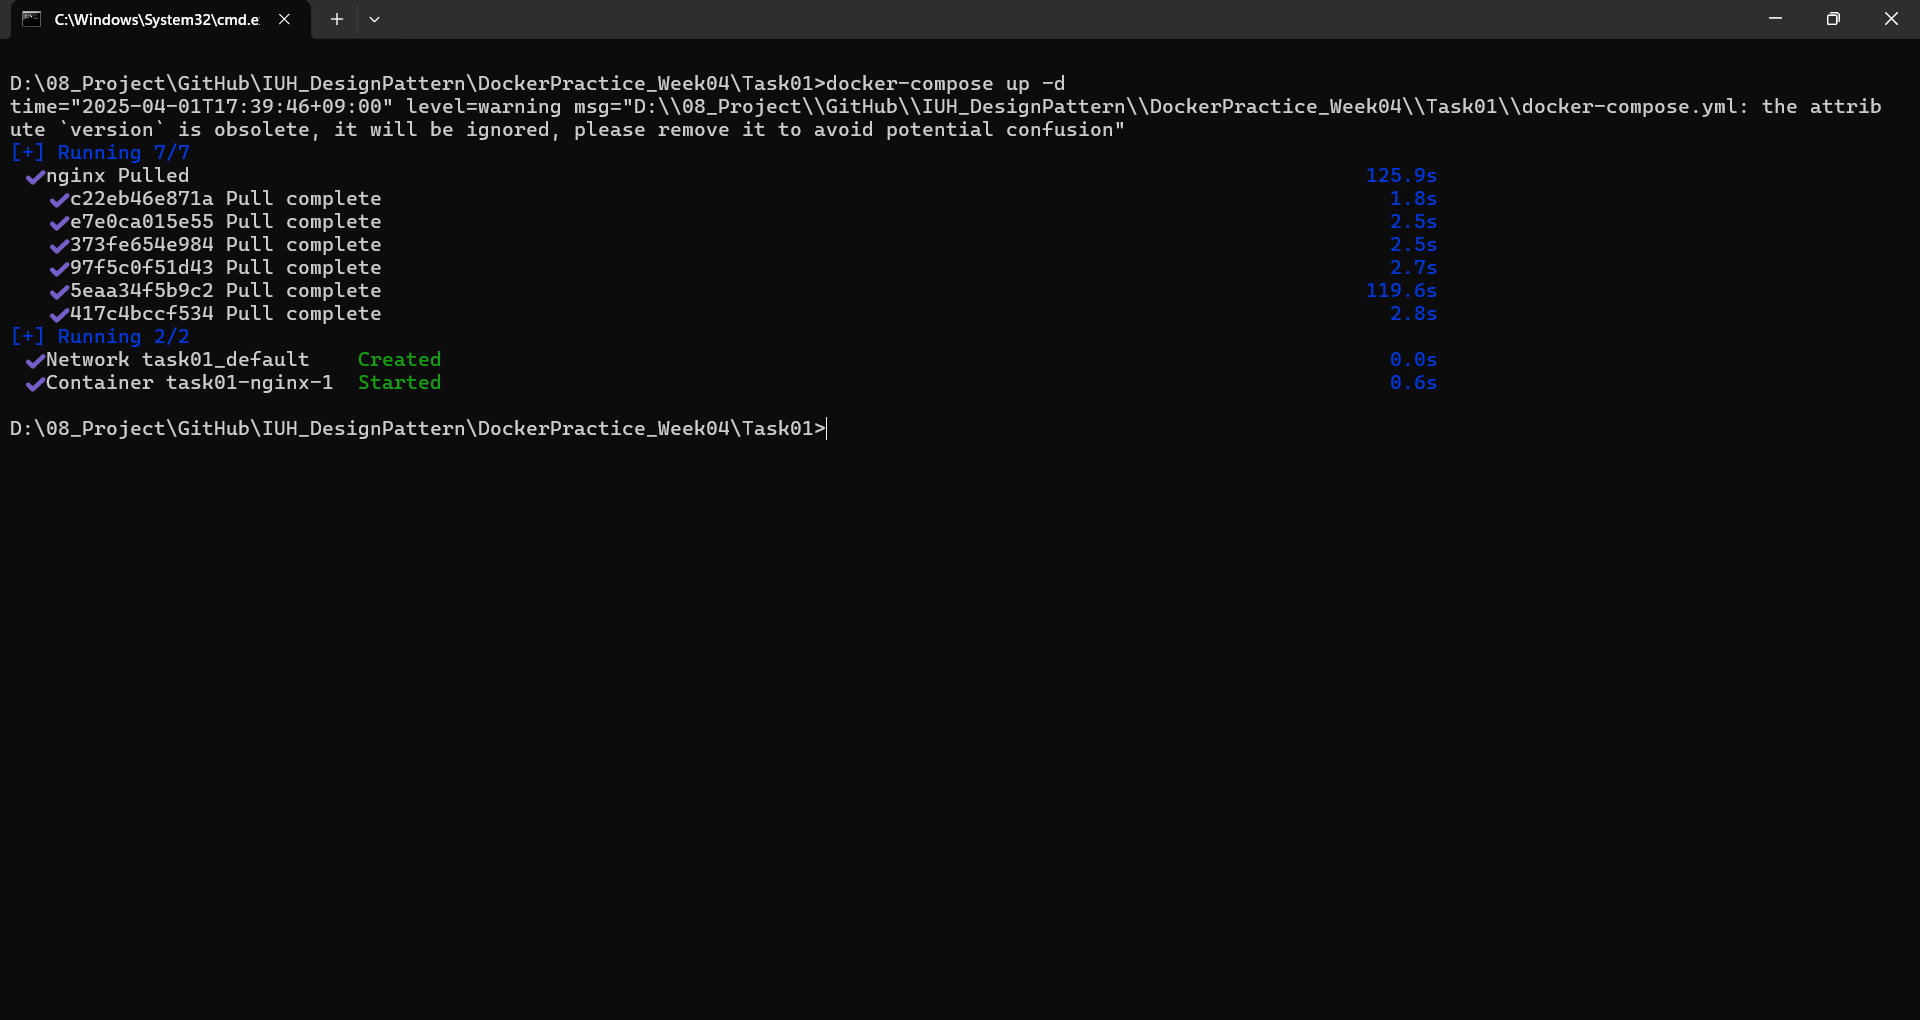 C:\Windows\System32\cmd.e
D:\08_Project\GitHub\IUH_DesignPattern\DockerPractice_Week04\Task01>docker-compose up -d
time="2025-04-01T17:39:46+09:00" level=warning msg="D:\\08_Project\\GitHub\\IUH_DesignPattern\\DockerPractice_Week04\\Task01\\docker-compose.yml: the attrib
ute `version` is obsolete, it will be ignored, please remove it to avoid potential confusion"
[+] Running 7/7
✔nginx Pulled 125.9s
✔c22eb46e871a Pull complete 1.8s
✔e7e0ca015e55 Pull complete 2.5s
✔373fe654e984 Pull complete 2.5s
✔97f5c0f51d43 Pull complete 2.7s
✔5eaa34f5b9c2 Pull complete 119.6s
✔417c4bccf534 Pull complete 2.8s
[+] Running 2/2
✔Network task01_default Created 0.0s
✔Container task01-nginx-1 Started 0.6s
D:\08_Project\GitHub\IUH_DesignPattern\DockerPractice_Week04\Task01>